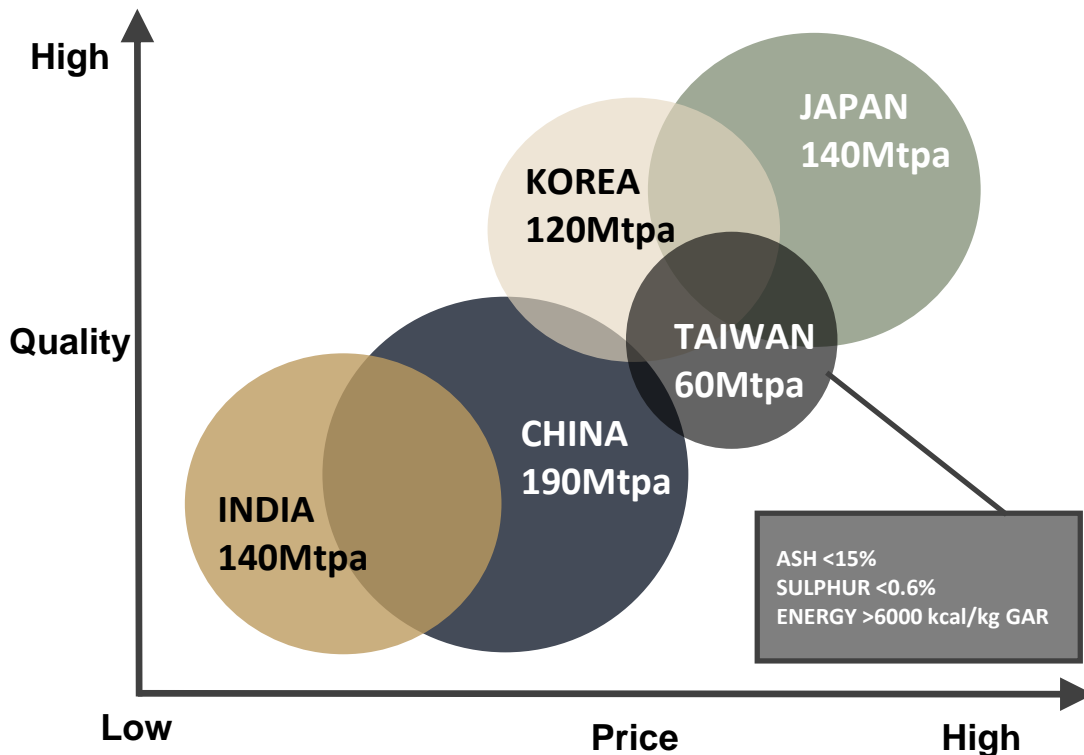 High
JAPAN
140Mtpa
KOREA
120Mtpa
Quality
TAIWAN
60Mtpa
CHINA
190Mtpa
INDIA
140Mtpa
ASH <15%
SULPHUR <0.6%
ENERGY >6000 kcal/kg GAR
Low
Price
High